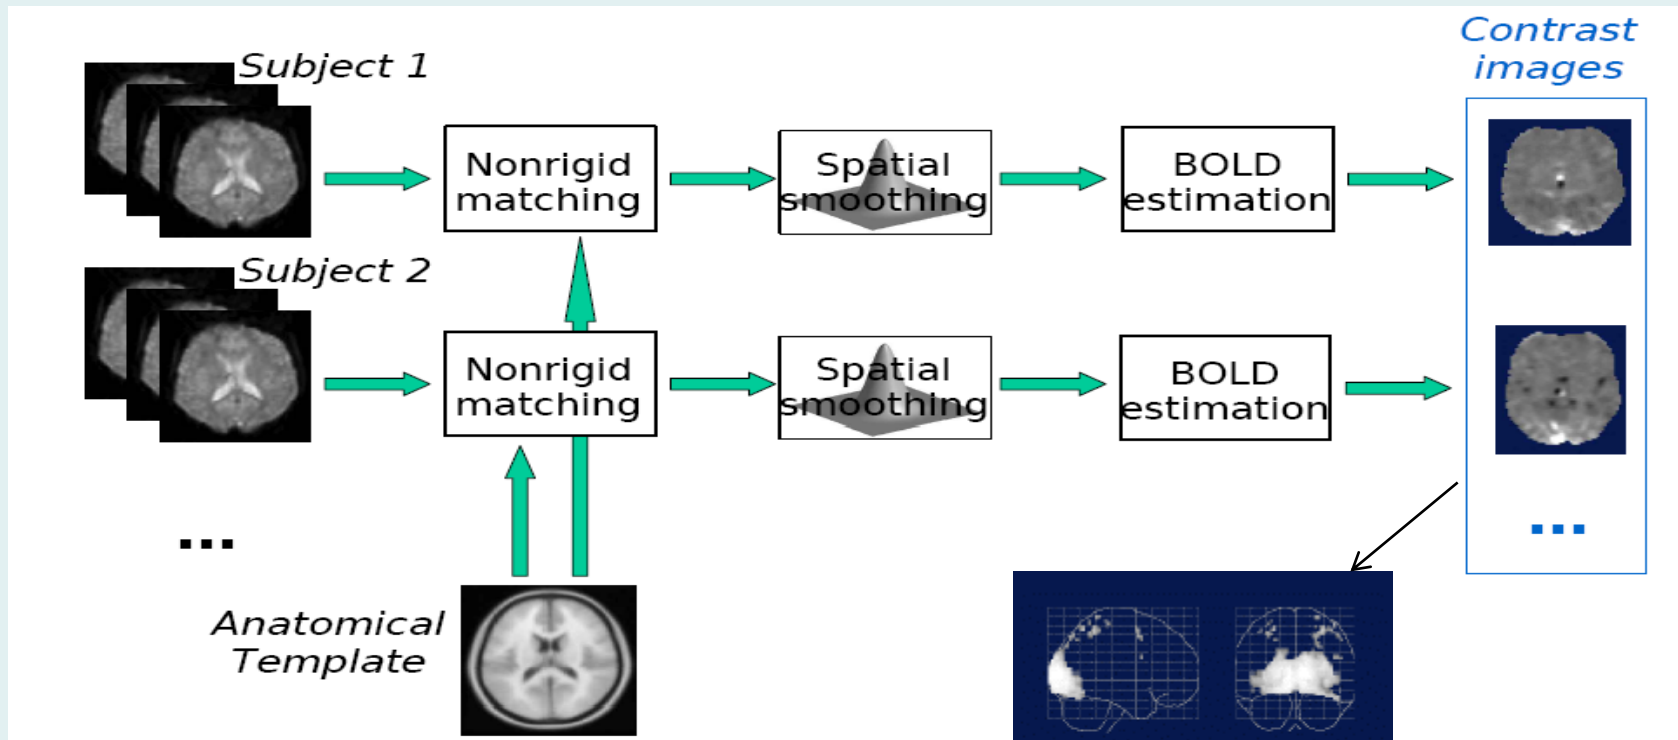 Contrast
images
Subject 1
Nonrigid
matching
Spatial
smoothing
BOLD
estimation
Subject 2
Nonrigid
matching
Spatial
smoothing
BOLD
estimation
...
...
Anatomical
Template